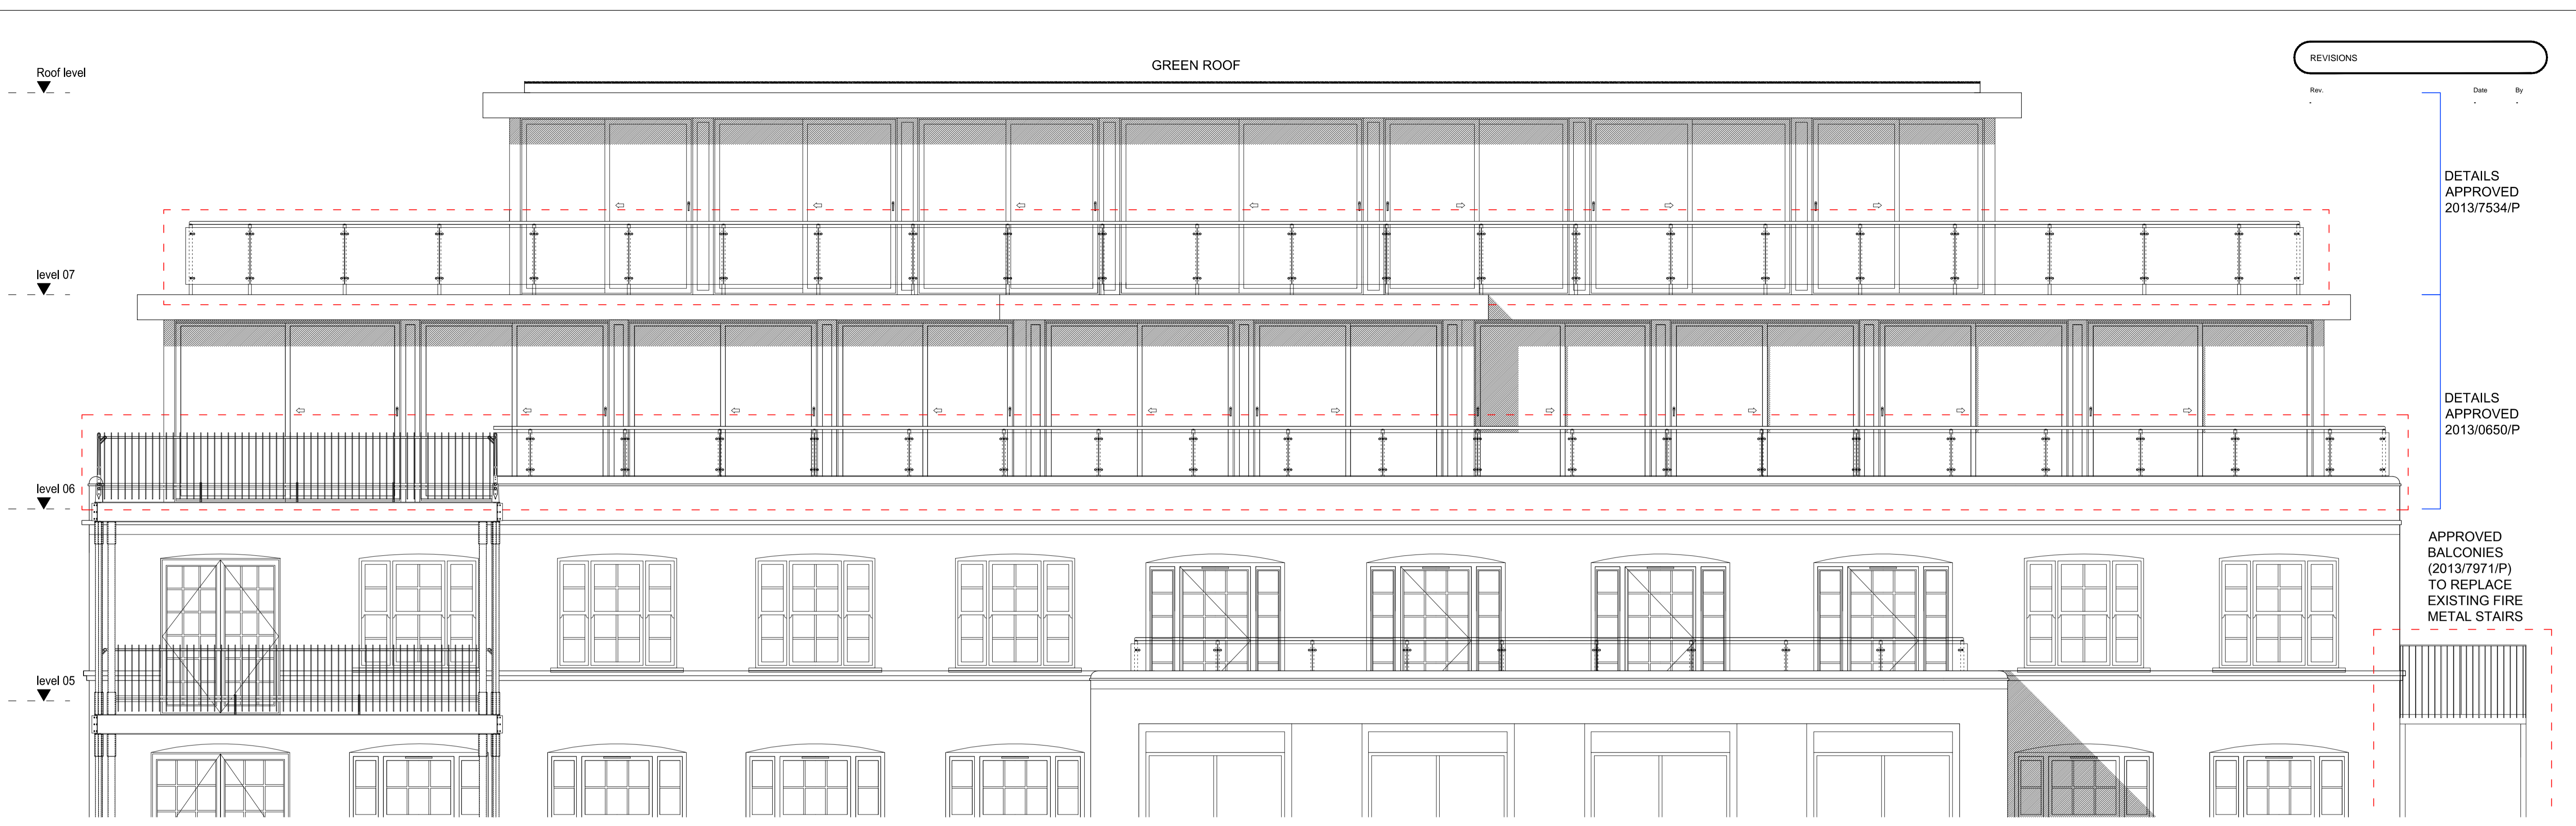 GREEN ROOF
REVISIONS
Rev. Date By
- - -
Roof level
DETAILS
APPROVED
2013/7534/P
level 07
DETAILS
APPROVED
2013/0650/P
level 06
APPROVED
BALCONIES
(2013/7971/P)
TO REPLACE
EXISTING FIRE
METAL STAIRS
level 05